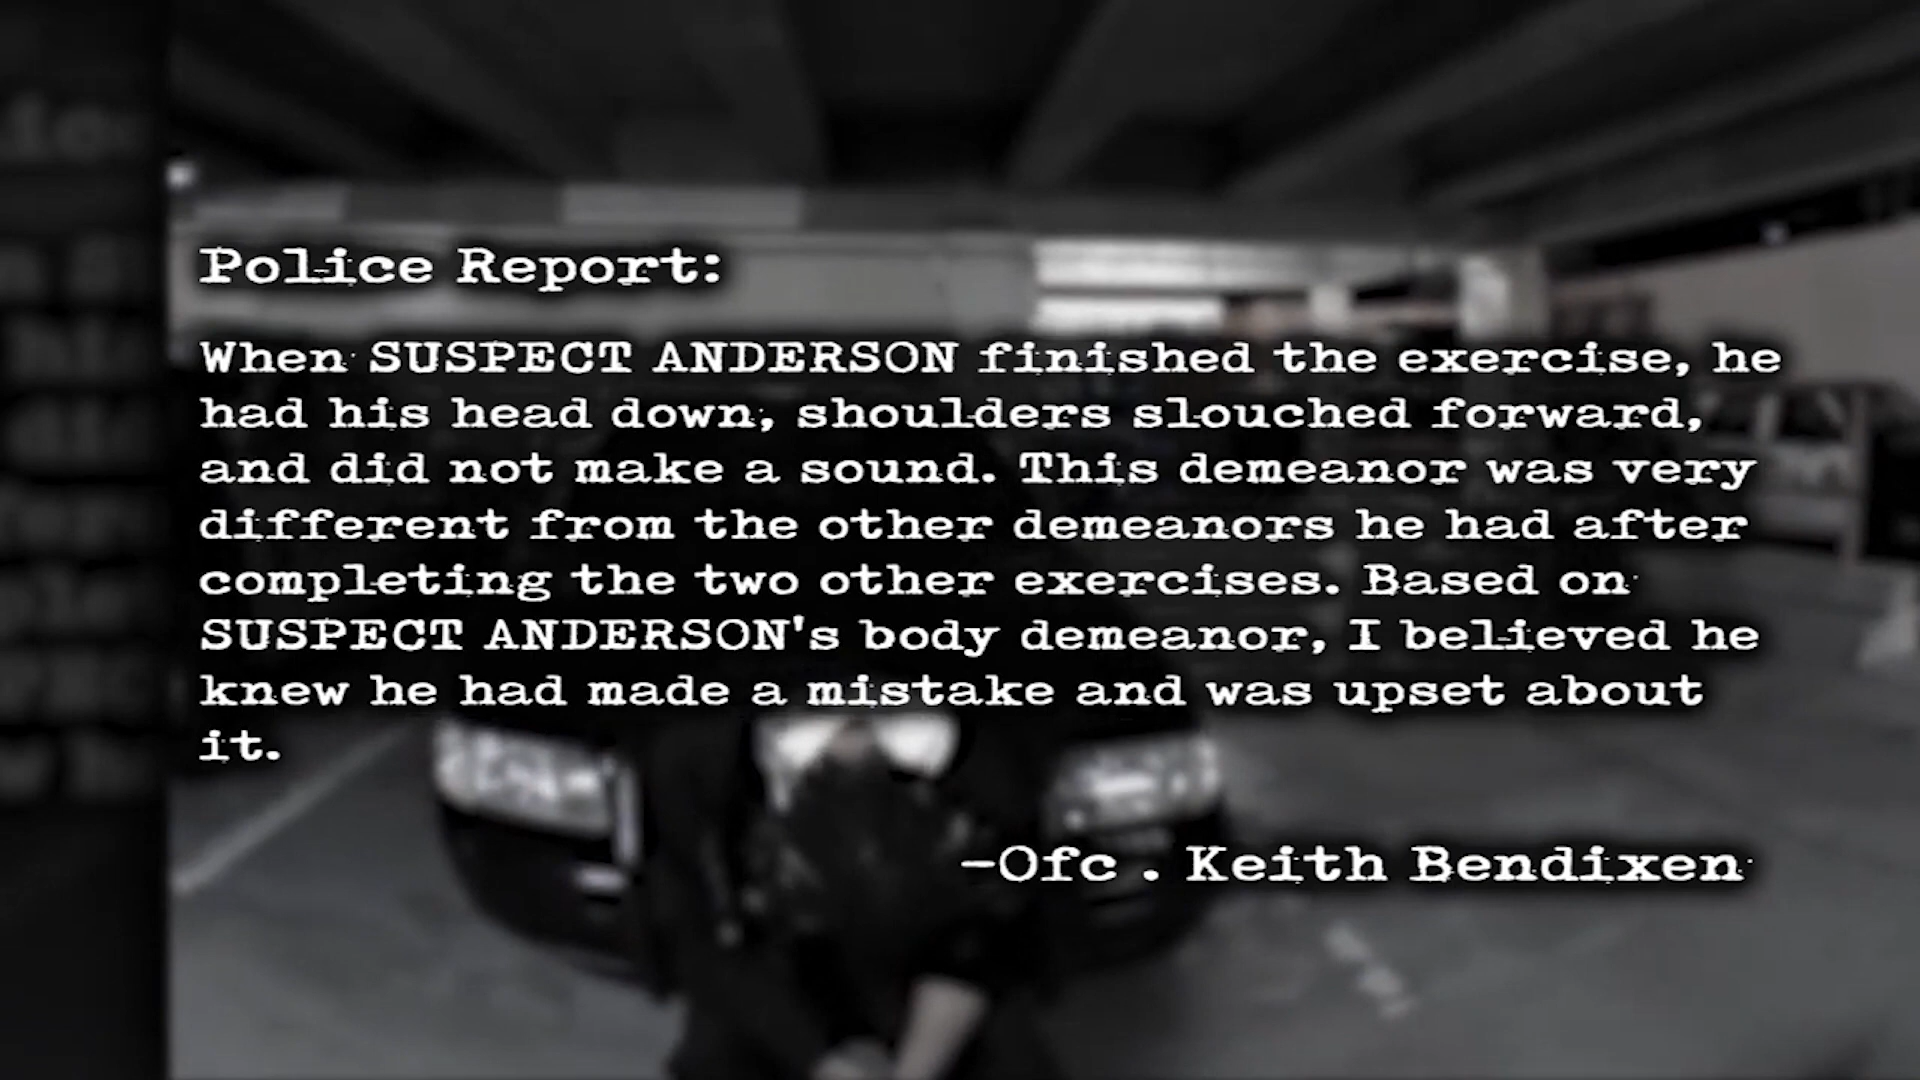 Police Report:
When SUSPECT ANDERSON finished the exercise, he
had his head down, shoulders slouched forward,
and did not make a sound. This demeanor was very
different from the other demeanors he had after
completing the two other exercises. Based on
SUSPECT ANDERSON's body demeanor, I believed he
knew he had made a mistake and was upset about
it.
-Ofc . Keith Bendixen